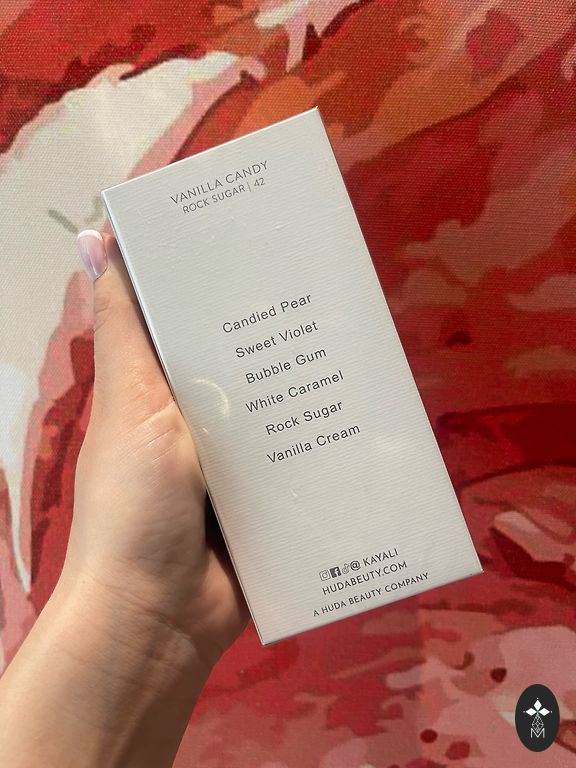 VANILLA CANDY
ROCK SUGAR | 42
Candied Pear
Sweet Violet
Bubble Gum
White Caramel
Rock Sugar
Vanilla Cream
@ KAYALI
HUDABEUTY.COM
A HUDA BEAUTY COMPANY
M